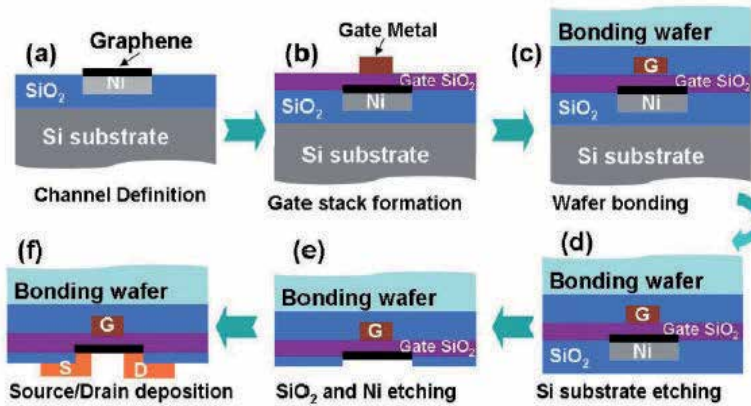 (a)
Graphene
Ni
SiO2
Si substrate
Channel Definition
(b)
Gate Metal
Gate SiO2
Ni
SiO2
Si substrate
Gate stack formation
(c)
Bonding wafer
G
Gate SiO2
Ni
SiO2
Si substrate
Wafer bonding
(d)
Bonding wafer
G
Gate SiO2
Ni
SiO2
Si substrate etching
(e)
Bonding wafer
G
Gate SiO2
SiO2 and Ni etching
(f)
Bonding wafer
G
S
D
Source/Drain deposition